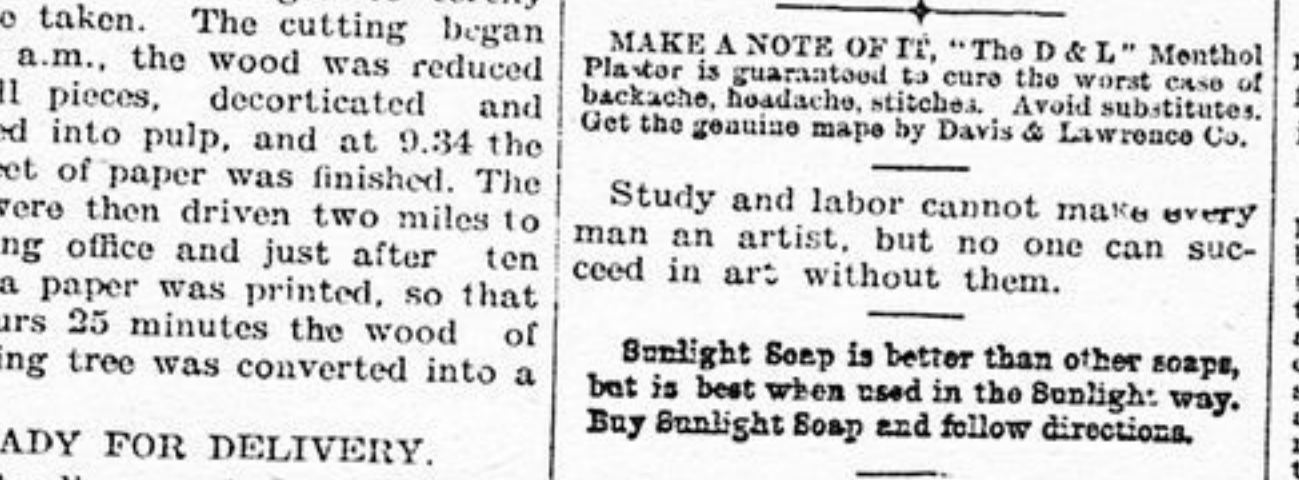 e taken. The cutting began
a.m., the wood was reduced
ll pieces, decorticated and
ed into pulp, and at 9.34 the
et of paper was finished. The
were then driven two miles to
ng office and just after ten
a paper was printed, so that
urs 25 minutes the wood of
ing tree was converted into a
ADY FOR DELIVERY.
MAKE A NOTE OF IT, "The D & L" Menthol
Plaster is guaranteed to cure the worst case of
backache, headache, stitches. Avoid substitutes.
Get the genuine made by Davis & Lawrence Co.
Study and labor cannot make every
man an artist, but no one can suc-
ceed in art without them.
Sunlight Soap is better than other soaps,
but is best when used in the Sunlight way.
Buy Sunlight Soap and follow directions.